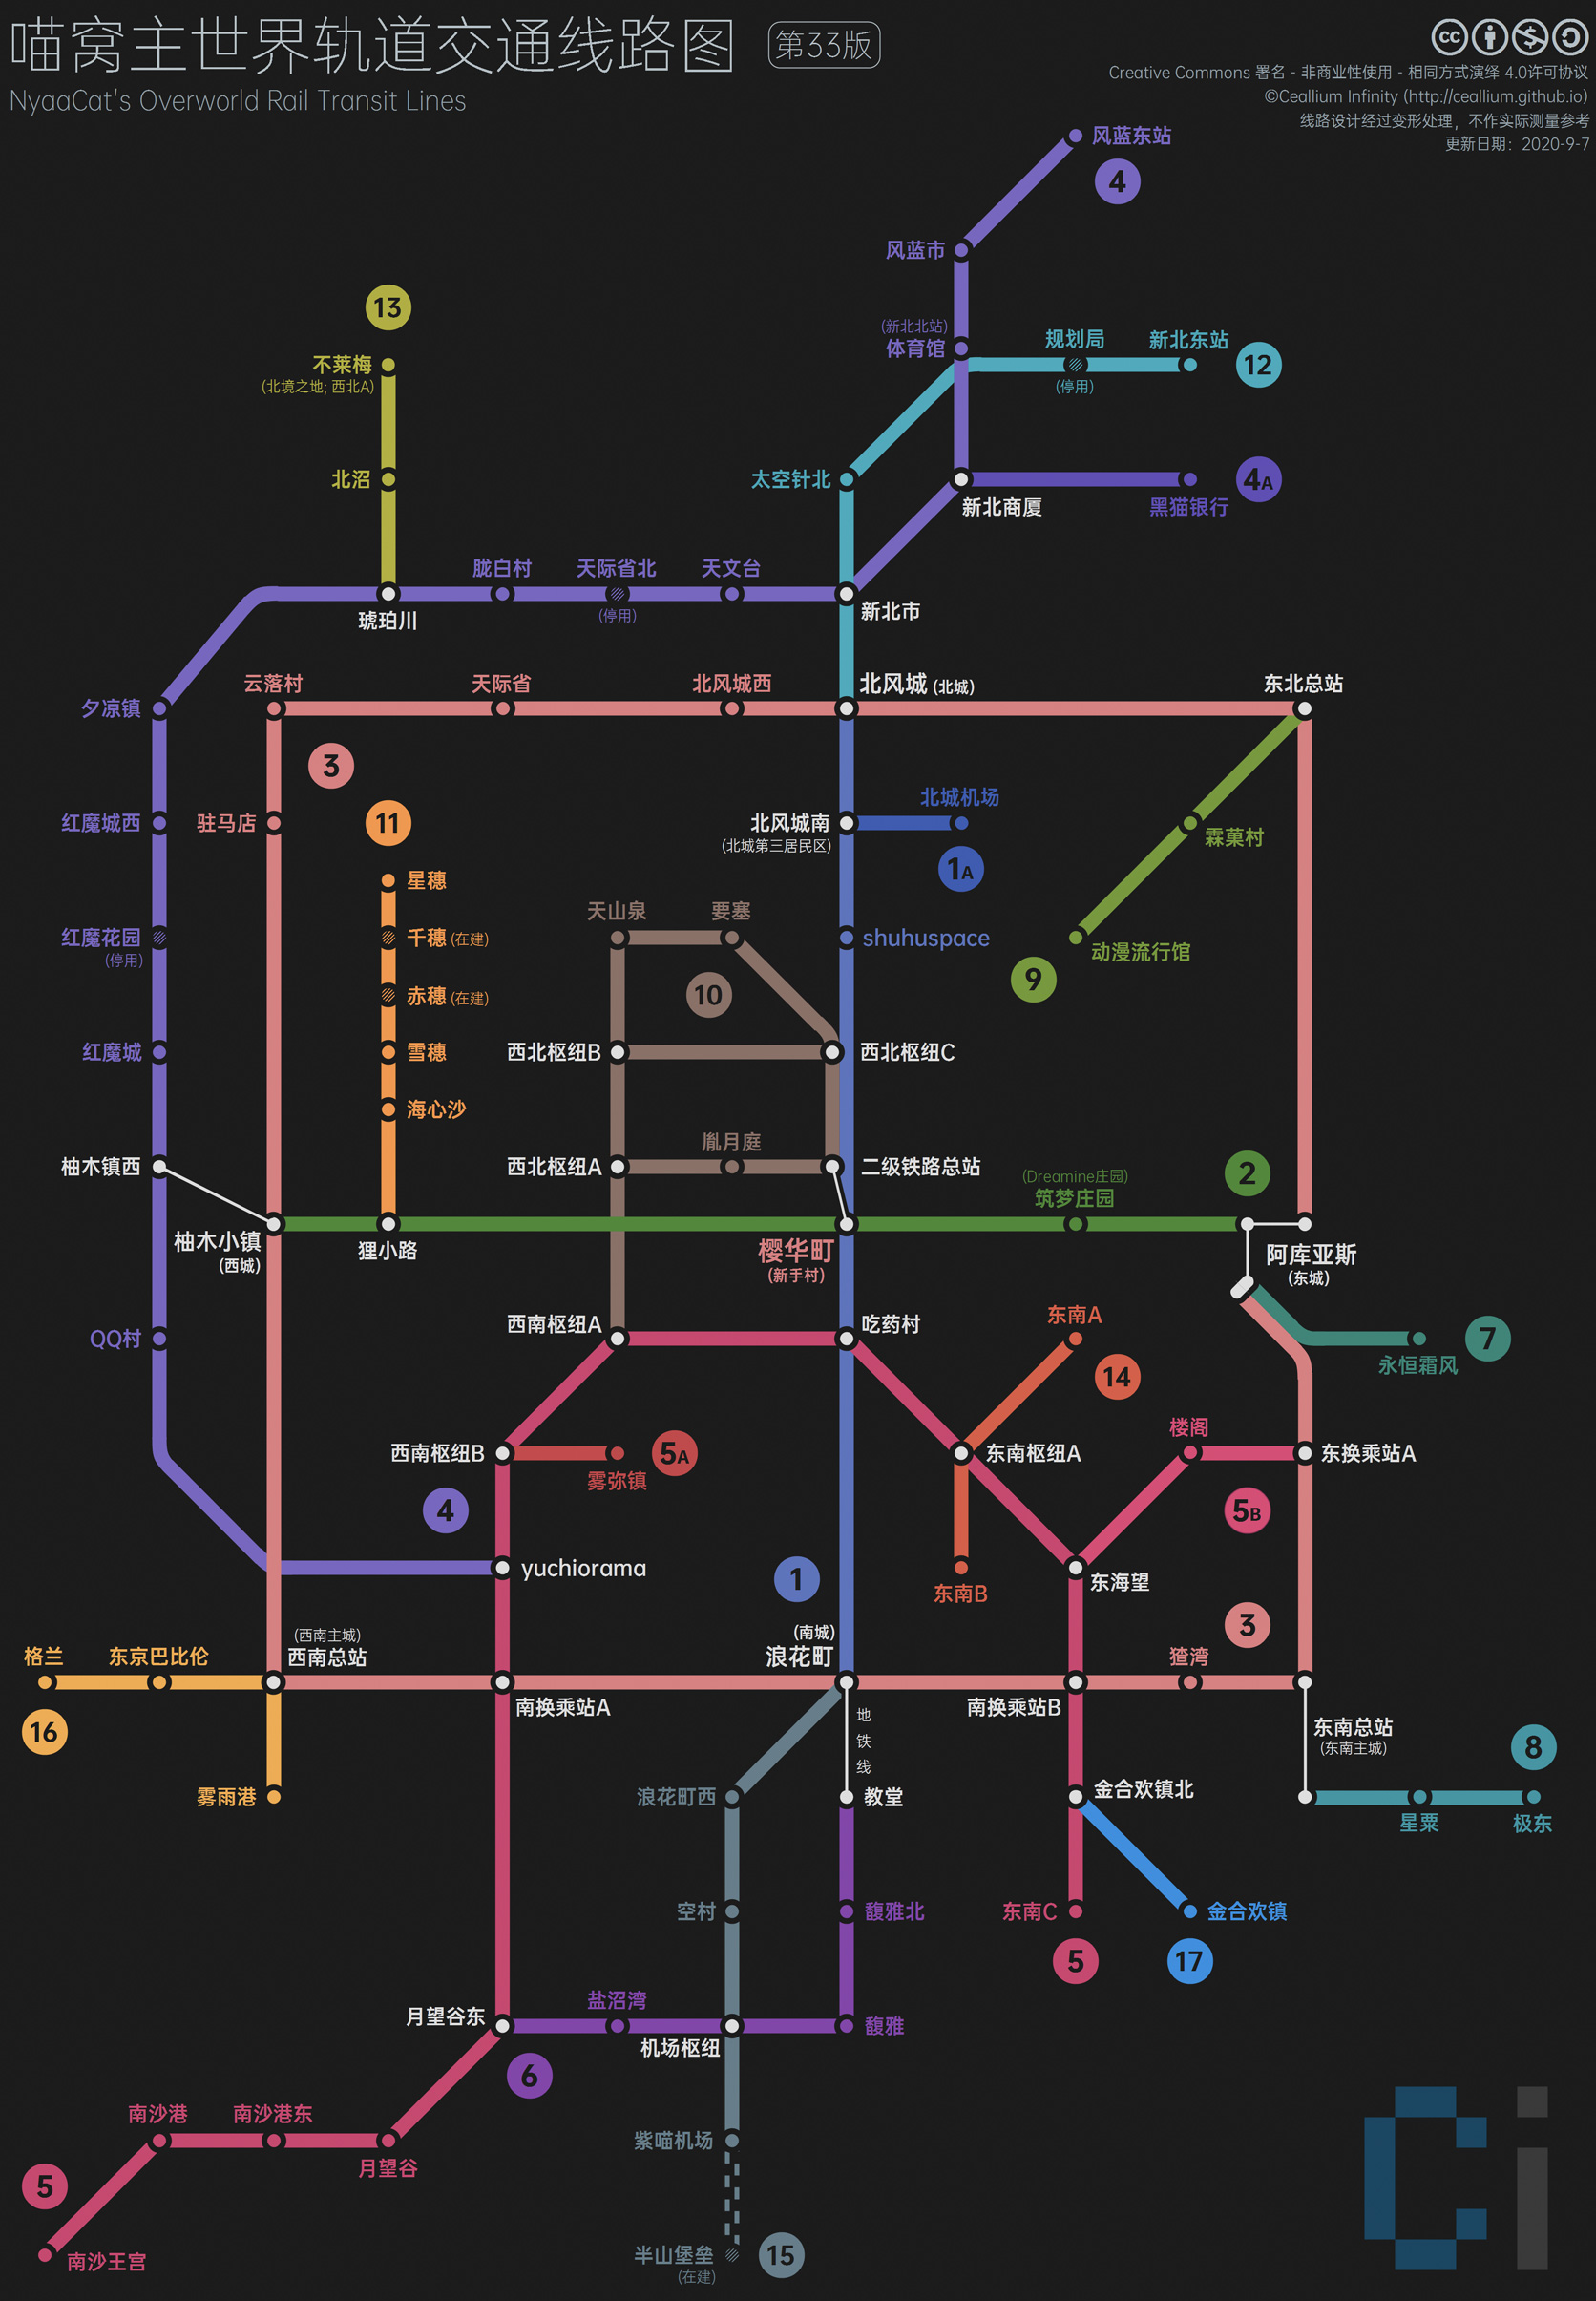 喵窝主世界轨道交通线路图
第33版
NyaaCat's Overworld Rail Transit Lines
cc
Creative Commons 署名 - 非商业性使用 - 相同方式演绎 4.0许可协议
©Ceallium Infinity (http://ceallium.github.io)
线路设计经过变形处理，不作实际测量参考
更新日期：2020-9-7
风蓝东站
4
风蓝市
13
(新北北站)
体育馆
规划局
(停用)
新北东站
12
不莱梅
(北境之地; 西北A)
北沼
太空针北
新北商厦
4A
黑猫银行
胧白村
天际省北
(停用)
天文台
琥珀川
新北市
夕凉镇
云落村
天际省
北风城西
北风城 (北城)
东北总站
3
11
红魔城西
驻马店
北风城南
(北城第三居民区)
北城机场
1A
霖菓村
星穗
千穗 (在建)
赤穗 (在建)
雪穗
海心沙
天山泉
要塞
10
红魔花园
(停用)
shuhuspace
动漫流行馆
9
红魔城
西北枢纽B
西北枢纽C
柚木镇西
西北枢纽A
胤月庭
二级铁路总站
(Dreamine庄园)
筑梦庄园
2
柚木小镇
(西城)
狸小路
樱华町
(新手村)
阿库亚斯
(东城)
QQ村
西南枢纽A
吃药村
东南A
14
7
永恒霜风
西南枢纽B
雾弥镇
5A
东南枢纽A
楼阁
东换乘站A
4
5B
yuchiorama
1
东南B
东海望
3
格兰
东京巴比伦
(西南主城)
西南总站
(南城)
浪花町
猹湾
16
南换乘站A
南换乘站B
地
铁
线
东南总站
(东南主城)
8
雾雨港
浪花町西
教堂
金合欢镇北
星粟
极东
空村
馥雅北
东南C
金合欢镇
5
17
月望谷东
盐沼湾
机场枢纽
馥雅
6
南沙港
南沙港东
月望谷
紫喵机场
5
南沙王宫
半山堡垒
(在建)
15
Ci